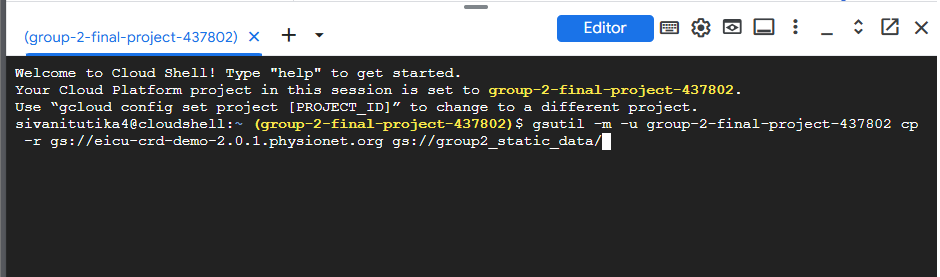 (group-2-final-project-437802)
Editor
Welcome to Cloud Shell! Type "help" to get started.
Your Cloud Platform project in this session is set to group-2-final-project-437802.
Use “gcloud config set project [PROJECT_ID]” to change to a different project.
sivanitutika4@cloudshell:~ (group-2-final-project-437802)$ gsutil -m -u group-2-final-project-437802 cp
-r gs://eicu-crd-demo-2.0.1.physionet.org gs://group2_static_data/